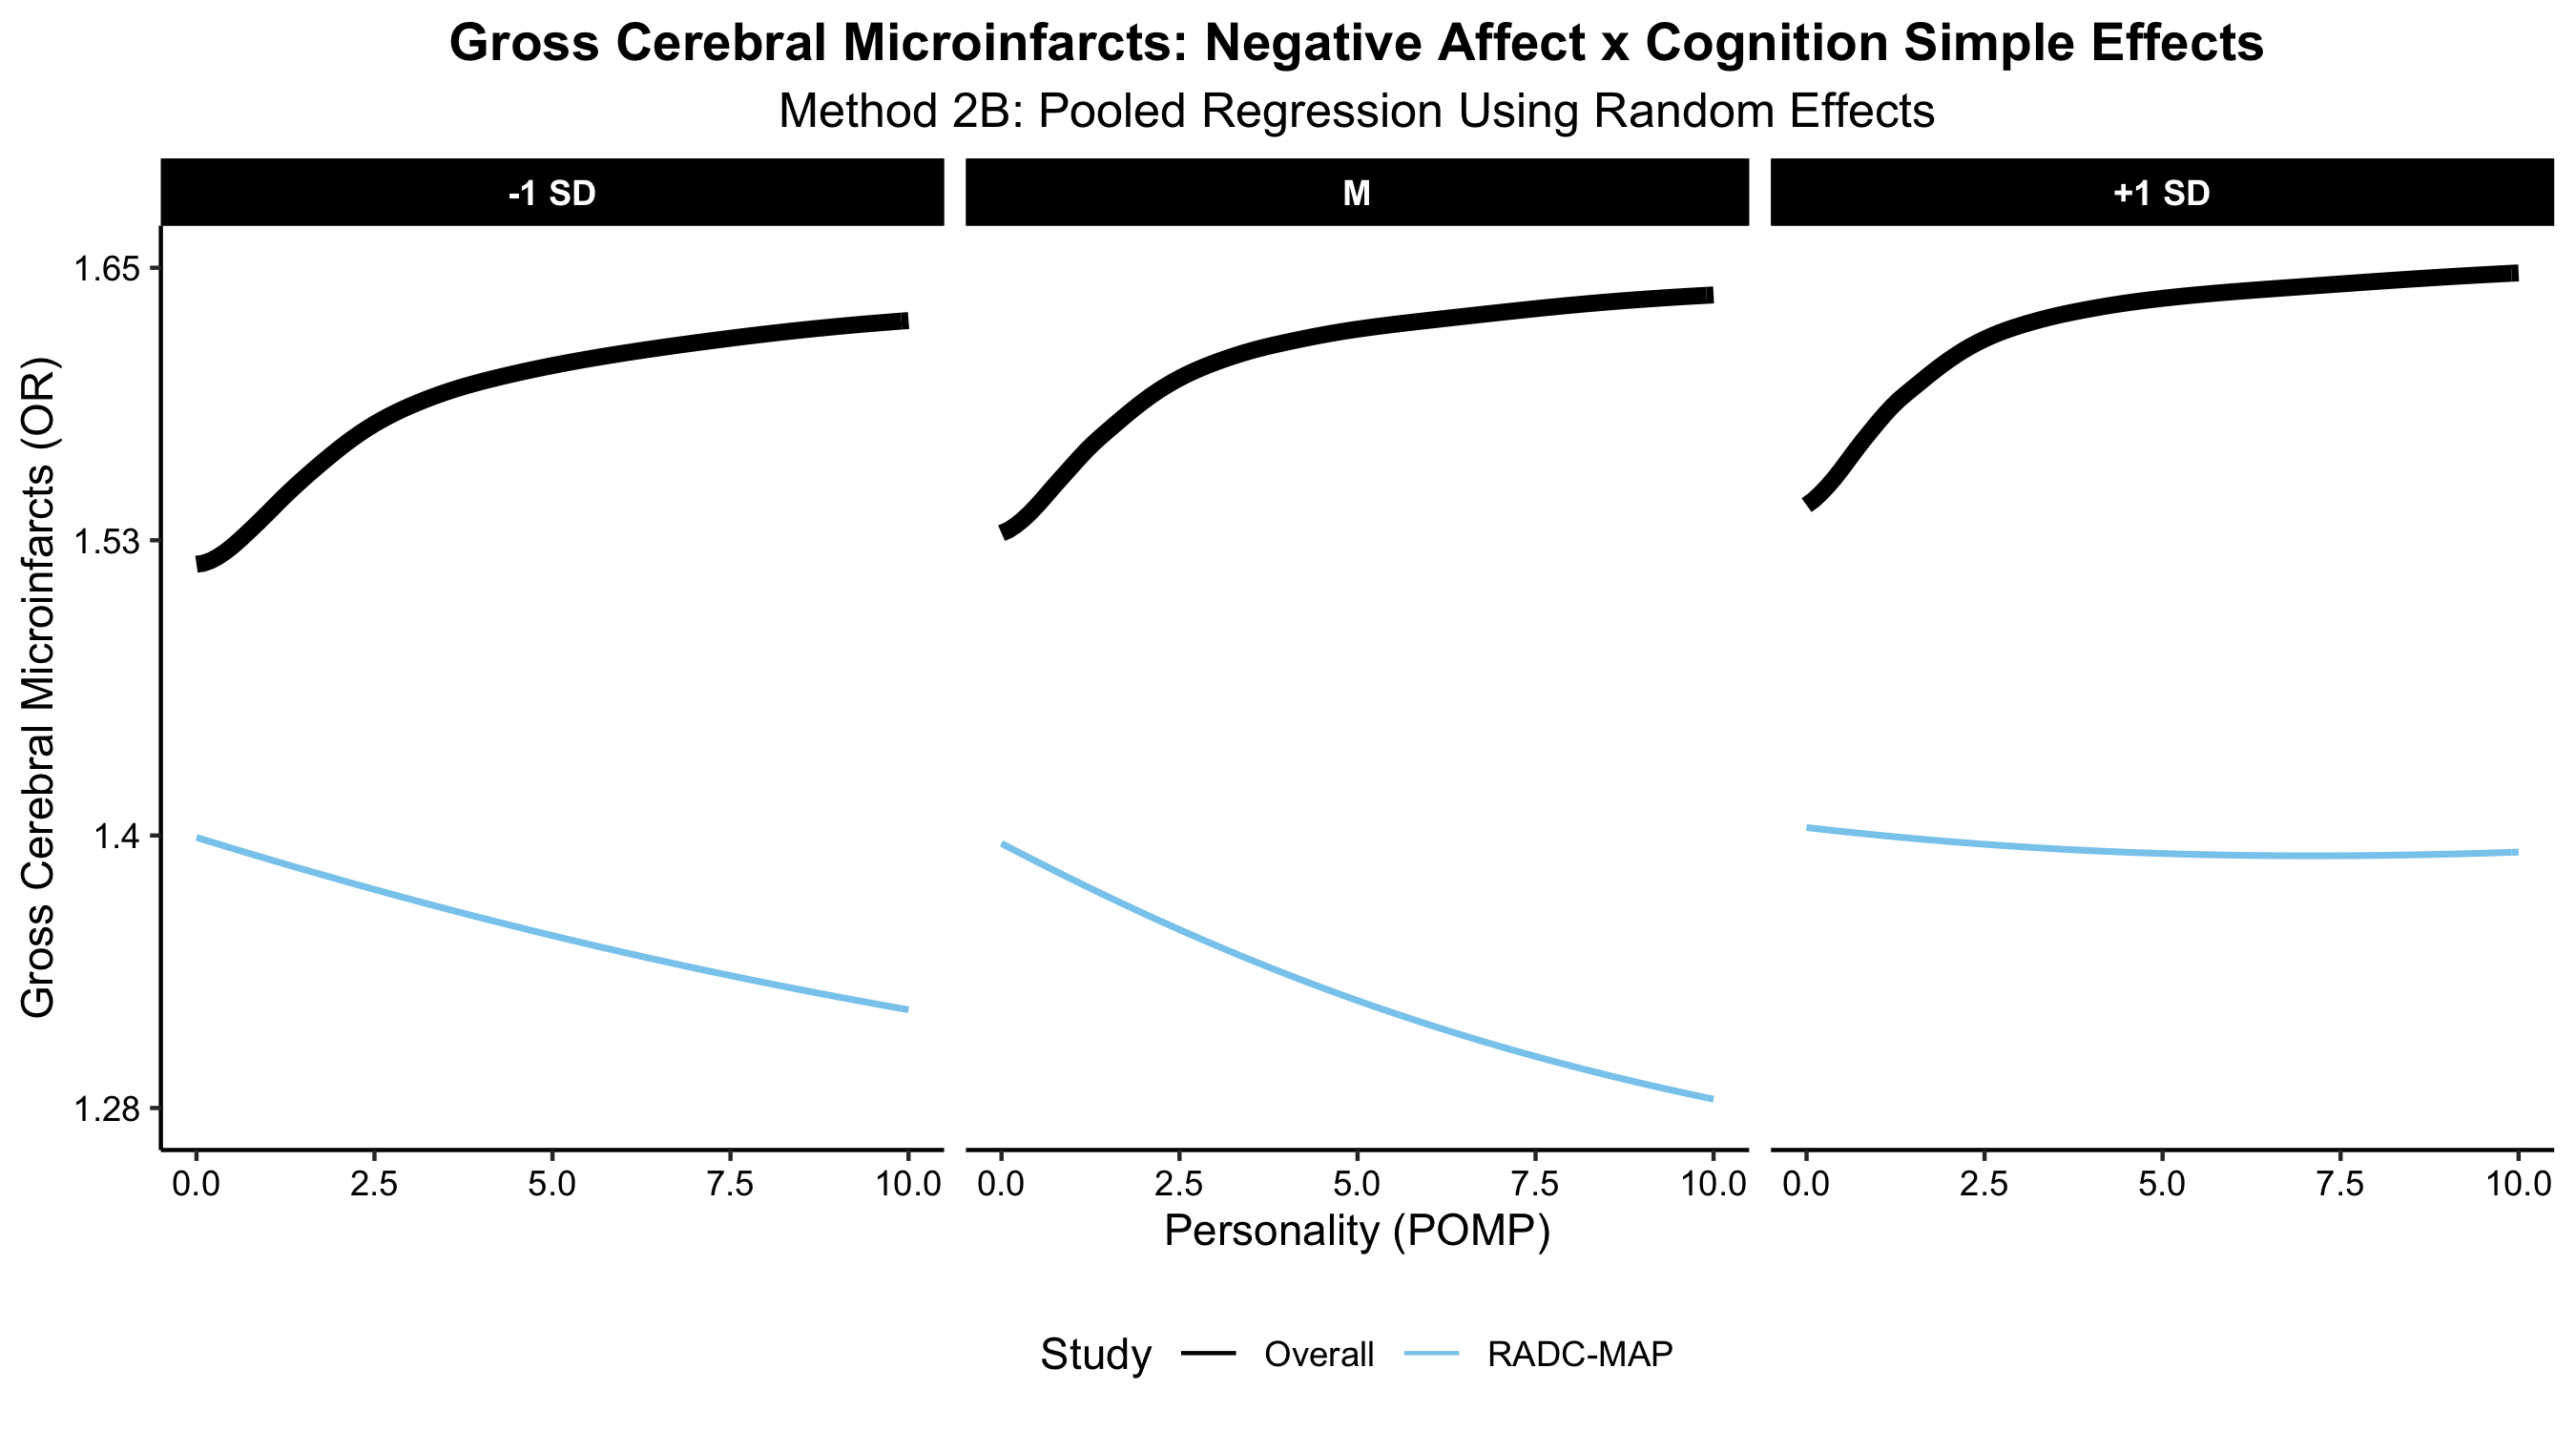 Gross Cerebral Microinfarcts: Negative Affect x Cognition Simple Effects
Method 2B: Pooled Regression Using Random Effects
-1 SD
M
+1 SD
Gross Cerebral Microinfarcts (OR)
1.65
1.53
1.4
1.28
0.0 2.5 5.0 7.5 10.0
0.0 2.5 5.0 7.5 10.0
0.0 2.5 5.0 7.5 10.0
Personality (POMP)
Study Overall RADC-MAP